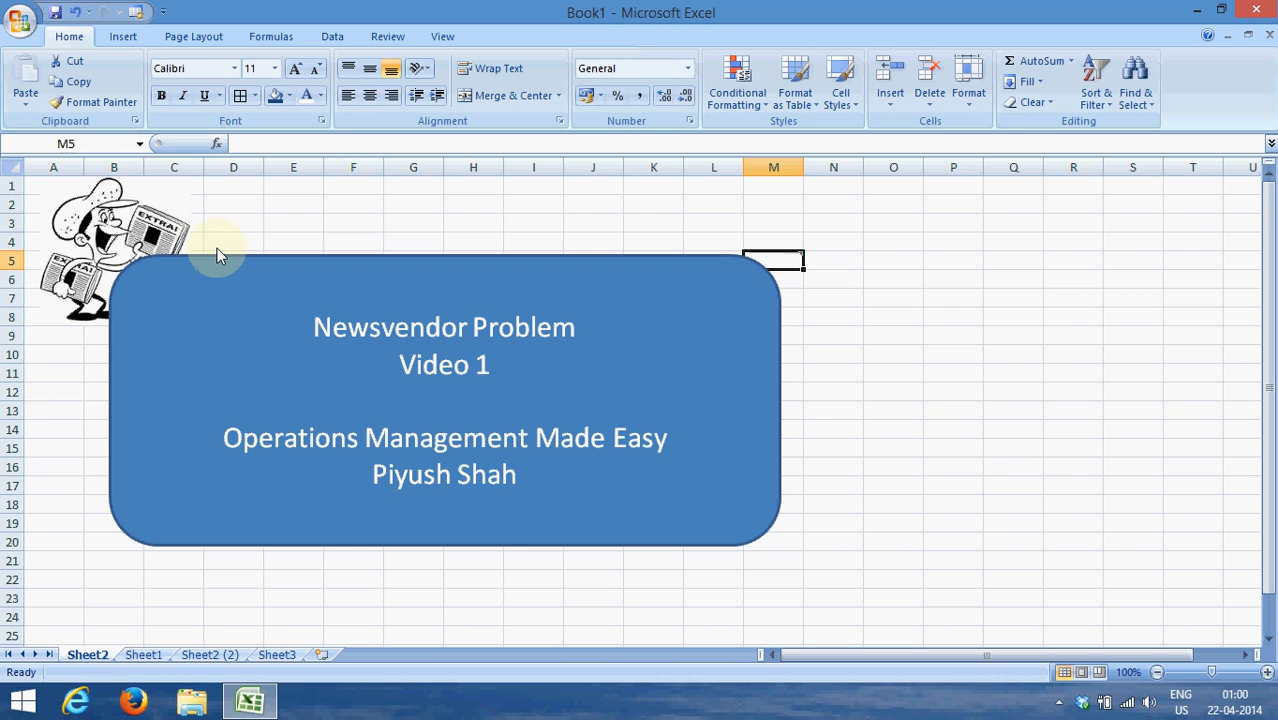 Book1 - Microsoft Excel
Home Insert Page Layout Formulas Data Review View
Paste
Cut
Copy
Format Painter
Clipboard
Calibri 11
B I U
Font
Wrap Text
Merge & Center
Alignment
General
Number
Conditional Formatting
Format as Table
Cell Styles
Styles
Insert Delete Format
Cells
AutoSum
Fill
Clear
Sort & Filter
Find & Select
Editing
M5
fx
A B C D E F G H I J K L M N O P Q R S T U
1
2
3
4
5
6
7
8
9
10
11
12
13
14
15
16
17
18
19
20
21
22
23
24
25
EXTRA!
Newsvendor Problem
Video 1
Operations Management Made Easy
Piyush Shah
Sheet2 Sheet1 Sheet2 (2) Sheet3
Ready
100%
ENG
US
01:00
22-04-2014